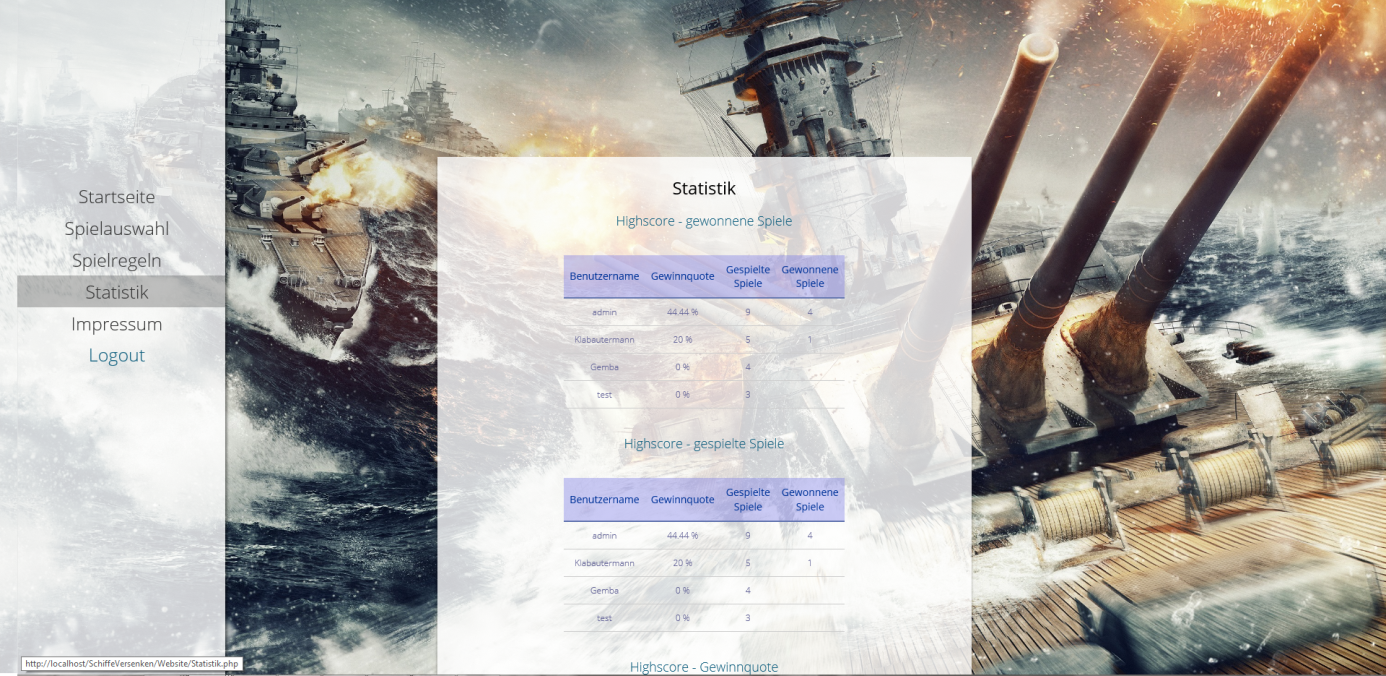 Startseite
Spielauswahl
Spielregeln
Statistik
Impressum
Logout
Statistik
Highscore - gewonnene Spiele
Benutzername Gewinnquote Gespielte Spiele Gewonnene Spiele
admin 44.44 % 9 4
Klabautermann 20 % 5 1
Gemba 0 % 4
test 0 % 3
Highscore - gespielte Spiele
Benutzername Gewinnquote Gespielte Spiele Gewonnene Spiele
admin 44.44 % 9 4
Klabautermann 20 % 5 1
Gemba 0 % 4
test 0 % 3
Highscore - Gewinnquote
http://localhost/SchiffeVersenken/Website/Statistik.php